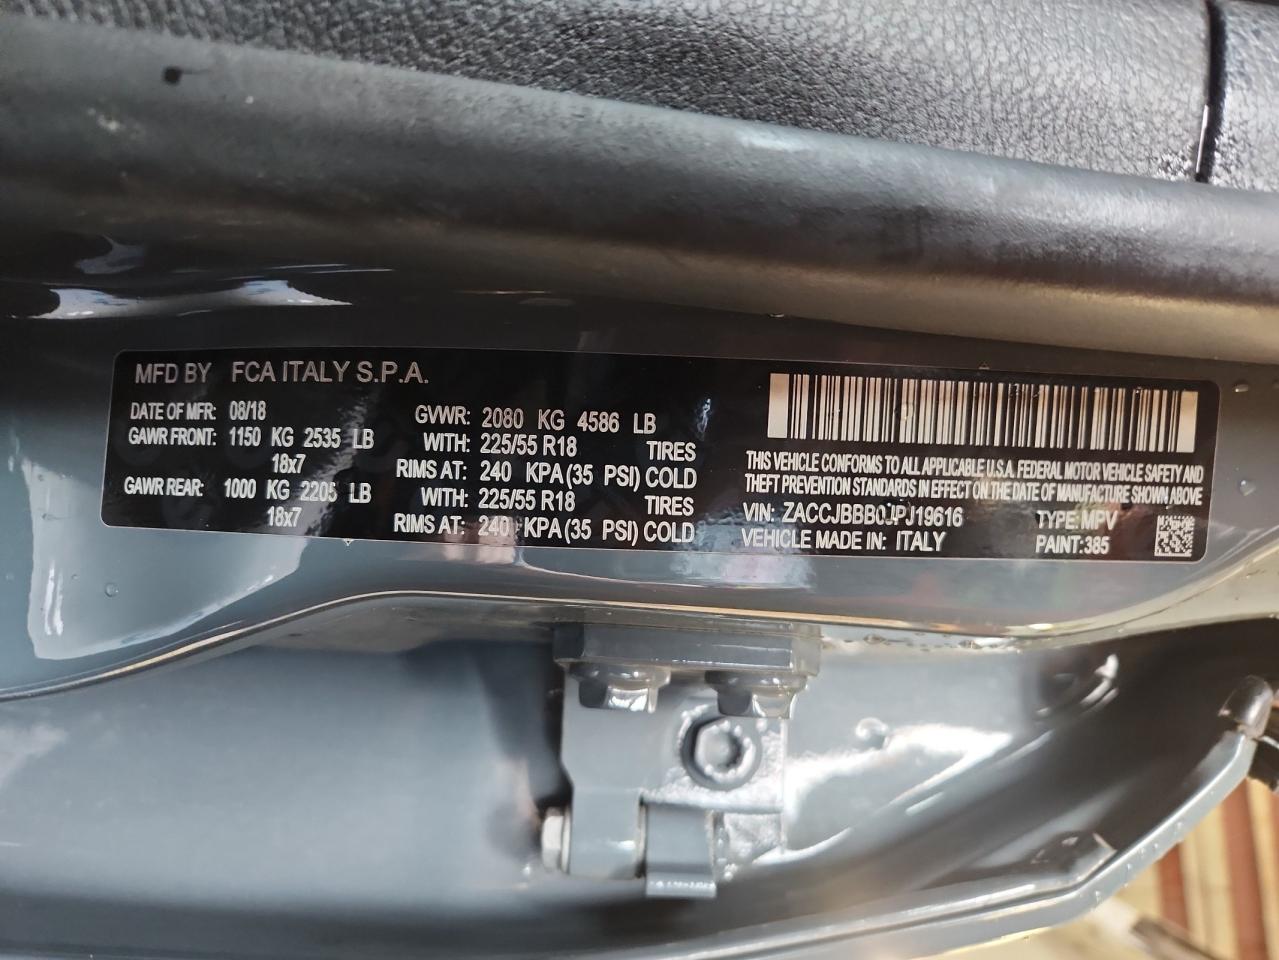 MFD BY FCA ITALY S.P.A.
DATE OF MFR: 08/18
GAWR FRONT: 1150 KG 2535 LB
18x7
GAWR REAR: 1000 KG 2205 LB
18x7
GVWR: 2080 KG 4586 LB
WITH: 225/55 R18 TIRES
RIMS AT: 240 KPA (35 PSI) COLD
WITH: 225/55 R18 TIRES
RIMS AT: 240 KPA (35 PSI) COLD
THIS VEHICLE CONFORMS TO ALL APPLICABLE U.S.A. FEDERAL MOTOR VEHICLE SAFETY AND
THEFT PREVENTION STANDARDS IN EFFECT ON THE DATE OF MANUFACTURE SHOWN ABOVE
VIN: ZACCJBBB0JPJ19616 TYPE: MPV
VEHICLE MADE IN: ITALY PAINT: 385